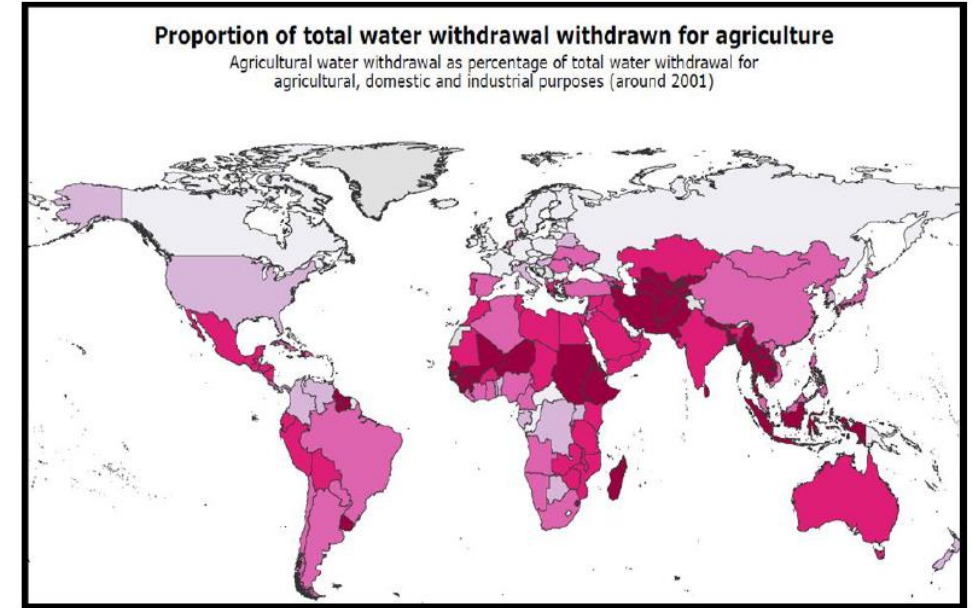 Proportion of total water withdrawal withdrawn for agriculture
Agricultural water withdrawal as percentage of total water withdrawal for
agricultural, domestic and industrial purposes (around 2001)